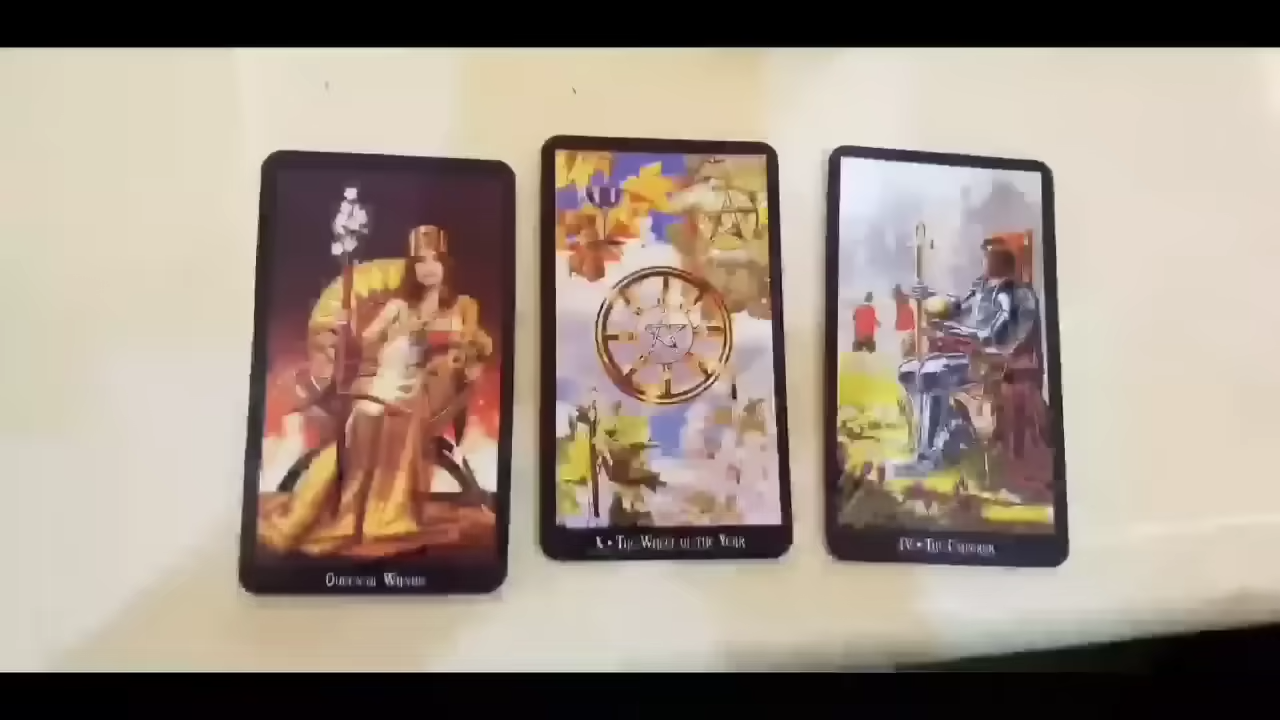 Queen of Wands
X • The Wheel of the Year
IV • The Emperor